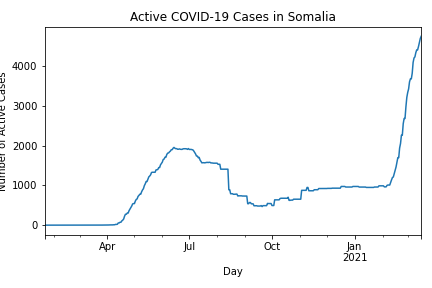 Active COVID-19 Cases in Somalia
Number of Active Cases
4000
3000
2000
1000
0
Apr
Jul
Oct
Jan
2021
Day